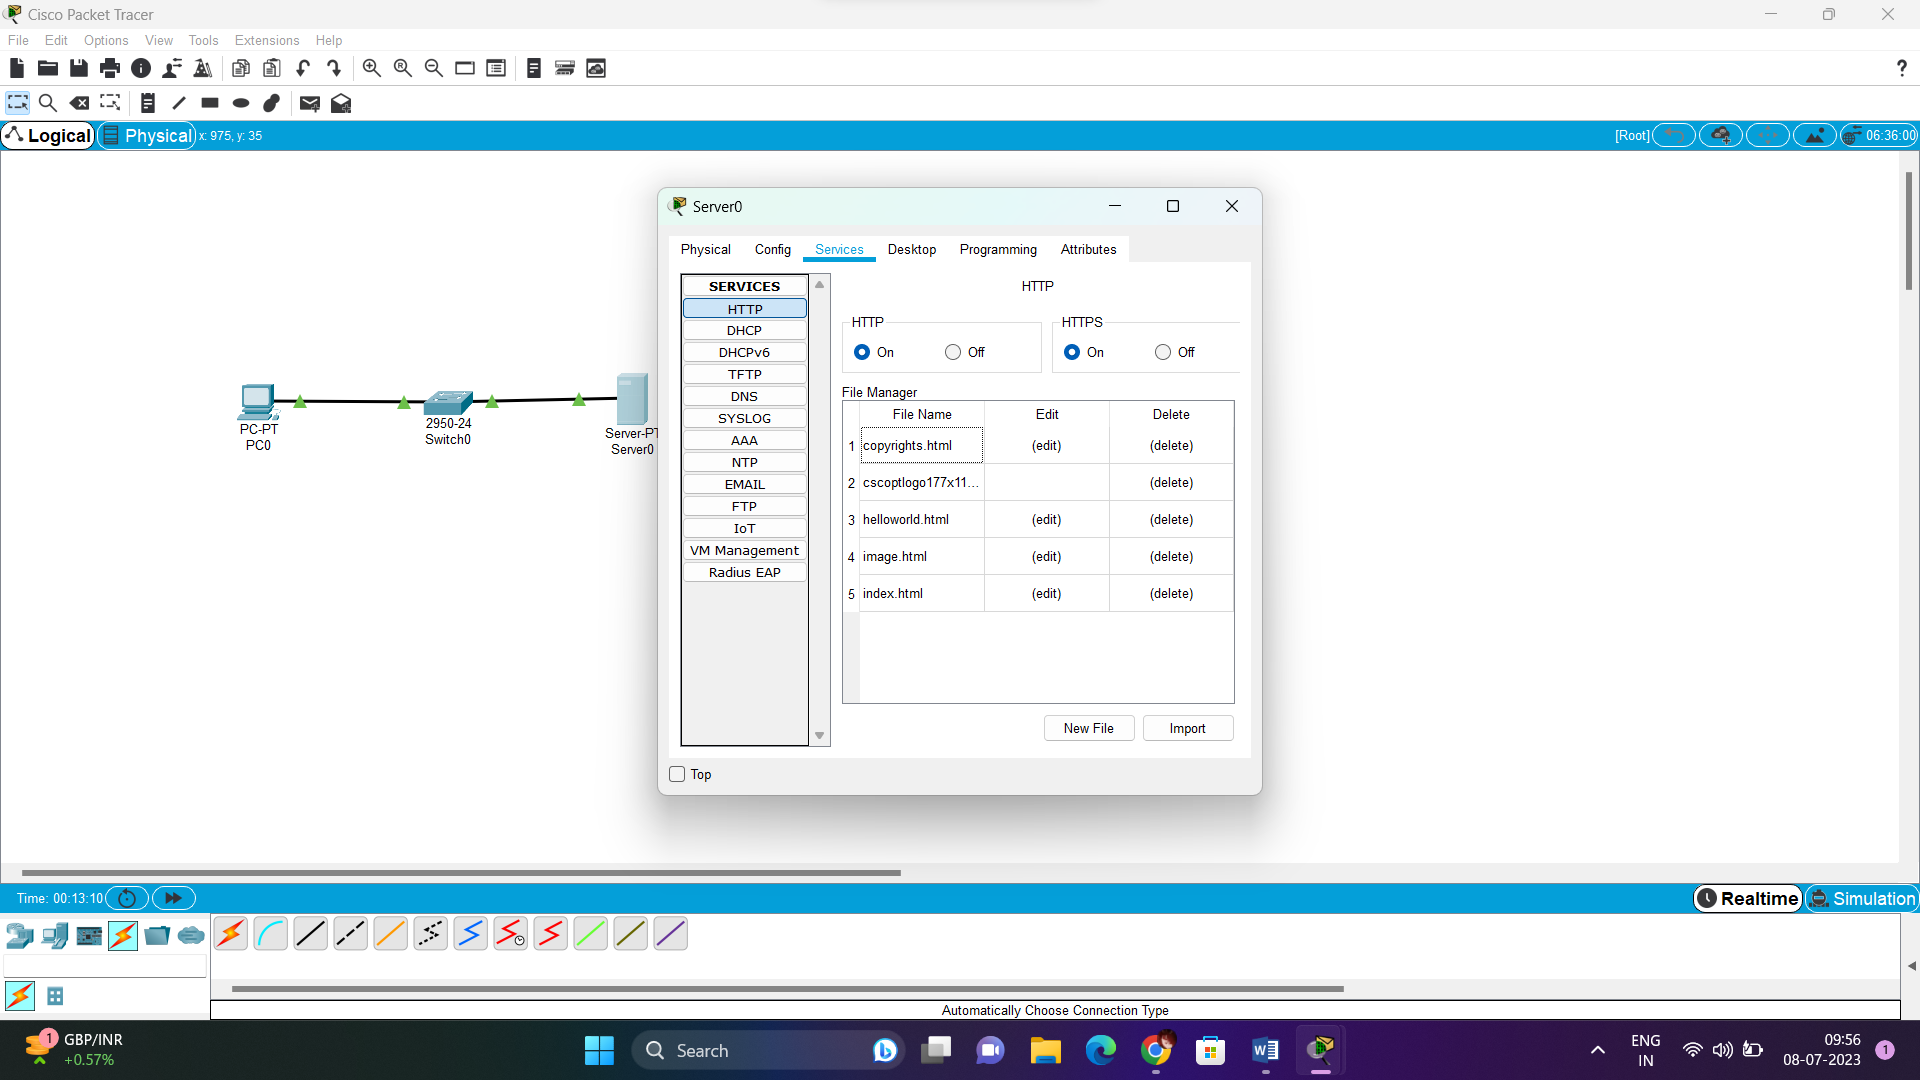 Cisco Packet Tracer
File Edit Options View Tools Extensions Help
?
Logical Physical x: 975, y: 35
[Root] 06:36:00
PC-PT
PC0
2950-24
Switch0
Server-PT
Server0
Server0
Physical Config Services Desktop Programming Attributes
SERVICES
HTTP
DHCP
DHCPv6
TFTP
DNS
SYSLOG
AAA
NTP
EMAIL
FTP
IoT
VM Management
Radius EAP
HTTP
HTTP
On Off
HTTPS
On Off
File Manager
File Name Edit Delete
1 copyrights.html (edit) (delete)
2 cscoptlogo177x11... (delete)
3 helloworld.html (edit) (delete)
4 image.html (edit) (delete)
5 index.html (edit) (delete)
New File Import
Top
Time: 00:13:10
Realtime Simulation
Automatically Choose Connection Type
1
GBP/INR
+0.57%
Search
ENG
IN
09:56
08-07-2023
1